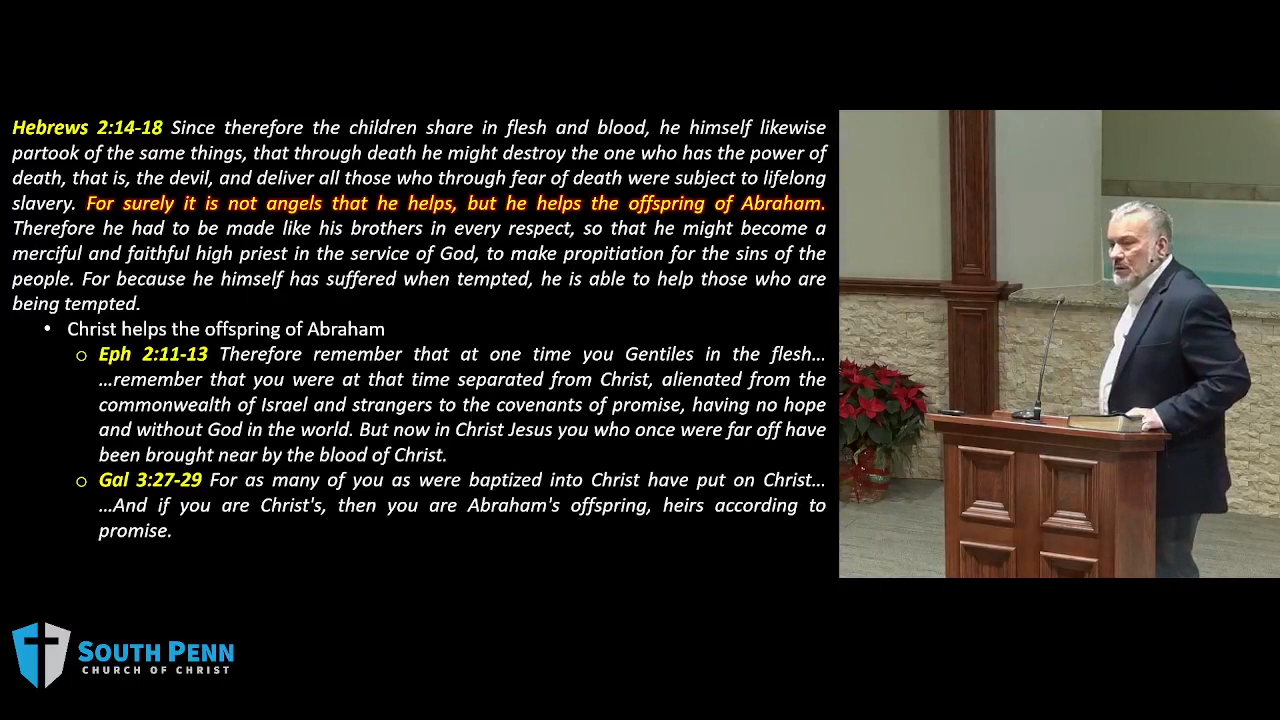 Hebrews 2:14-18 Since therefore the children share in flesh and blood, he himself likewise
partook of the same things, that through death he might destroy the one who has the power of
death, that is, the devil, and deliver all those who through fear of death were subject to lifelong
slavery. For surely it is not angels that he helps, but he helps the offspring of Abraham.
Therefore he had to be made like his brothers in every respect, so that he might become a
merciful and faithful high priest in the service of God, to make propitiation for the sins of the
people. For because he himself has suffered when tempted, he is able to help those who are
being tempted.
• Christ helps the offspring of Abraham
o Eph 2:11-13 Therefore remember that at one time you Gentiles in the flesh…
…remember that you were at that time separated from Christ, alienated from the
commonwealth of Israel and strangers to the covenants of promise, having no hope
and without God in the world. But now in Christ Jesus you who once were far off have
been brought near by the blood of Christ.
o Gal 3:27-29 For as many of you as were baptized into Christ have put on Christ…
…And if you are Christ's, then you are Abraham's offspring, heirs according to
promise.
SOUTH PENN
CHURCH OF CHRIST